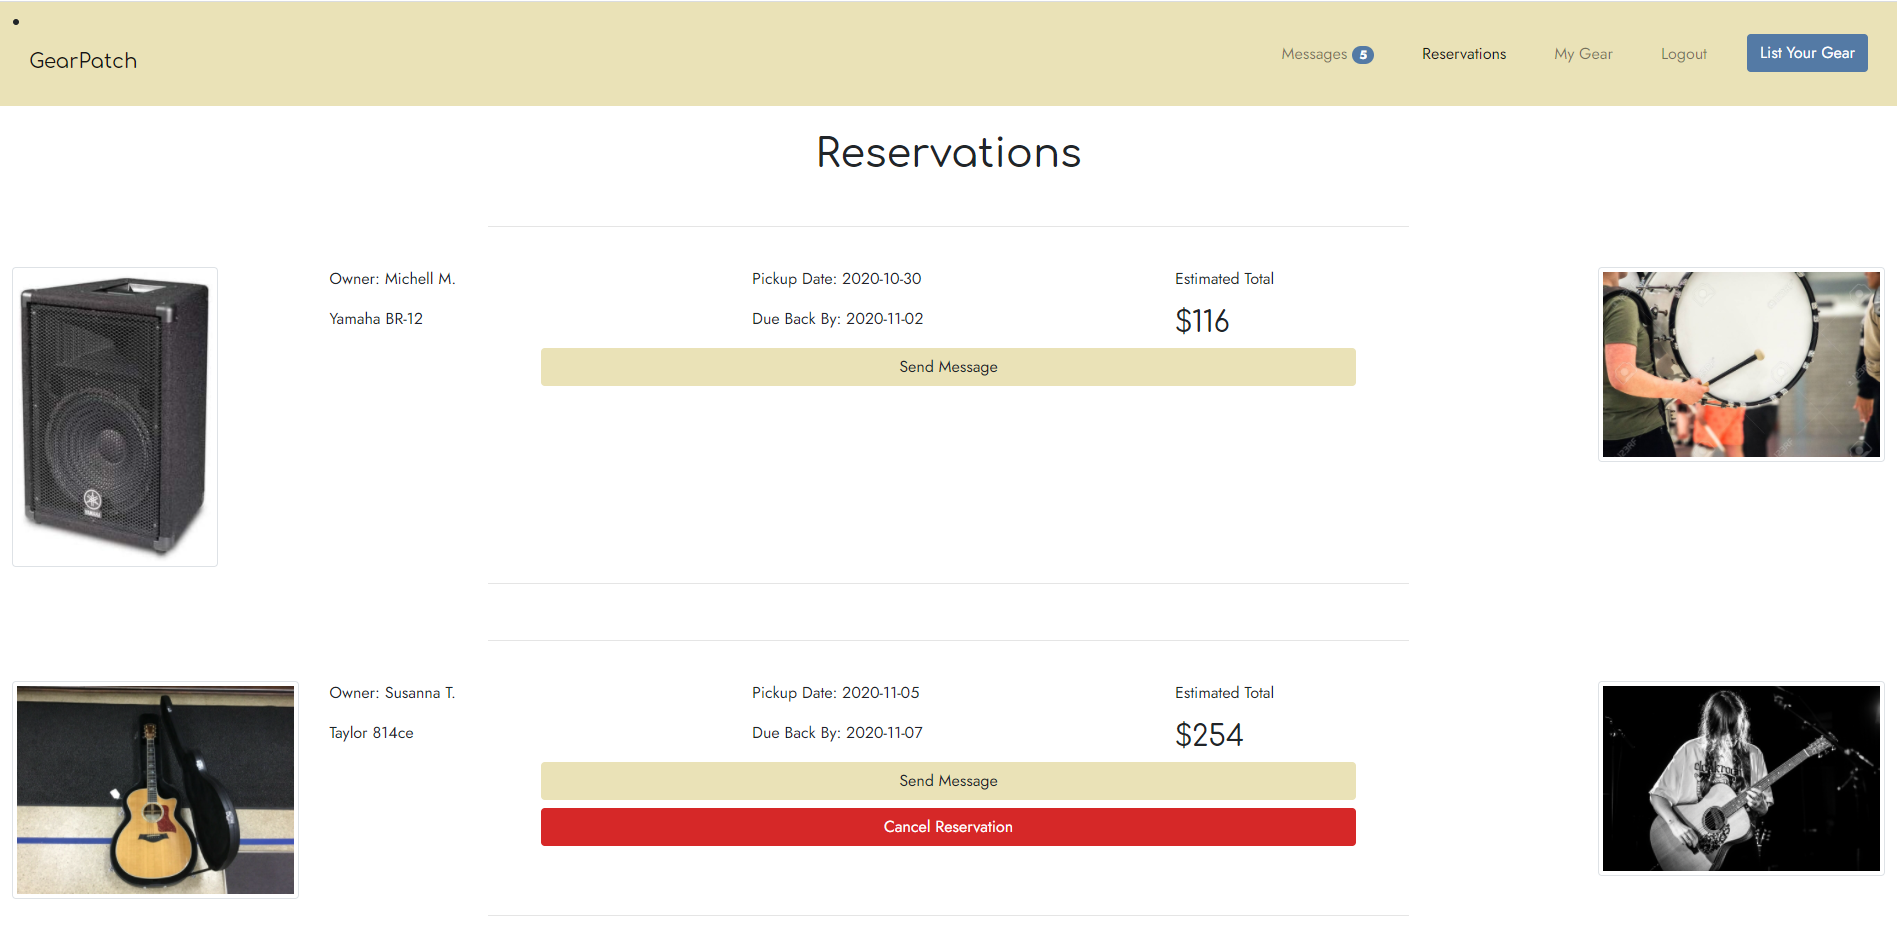 GearPatch
Messages 5
Reservations
My Gear
Logout
List Your Gear
Reservations
Owner: Michell M.
Pickup Date: 2020-10-30
Estimated Total
Yamaha BR-12
Due Back By: 2020-11-02
$116
Send Message
YAMAHA
123RF
Owner: Susanna T.
Pickup Date: 2020-11-05
Estimated Total
Taylor 814ce
Due Back By: 2020-11-07
$254
Send Message
Cancel Reservation